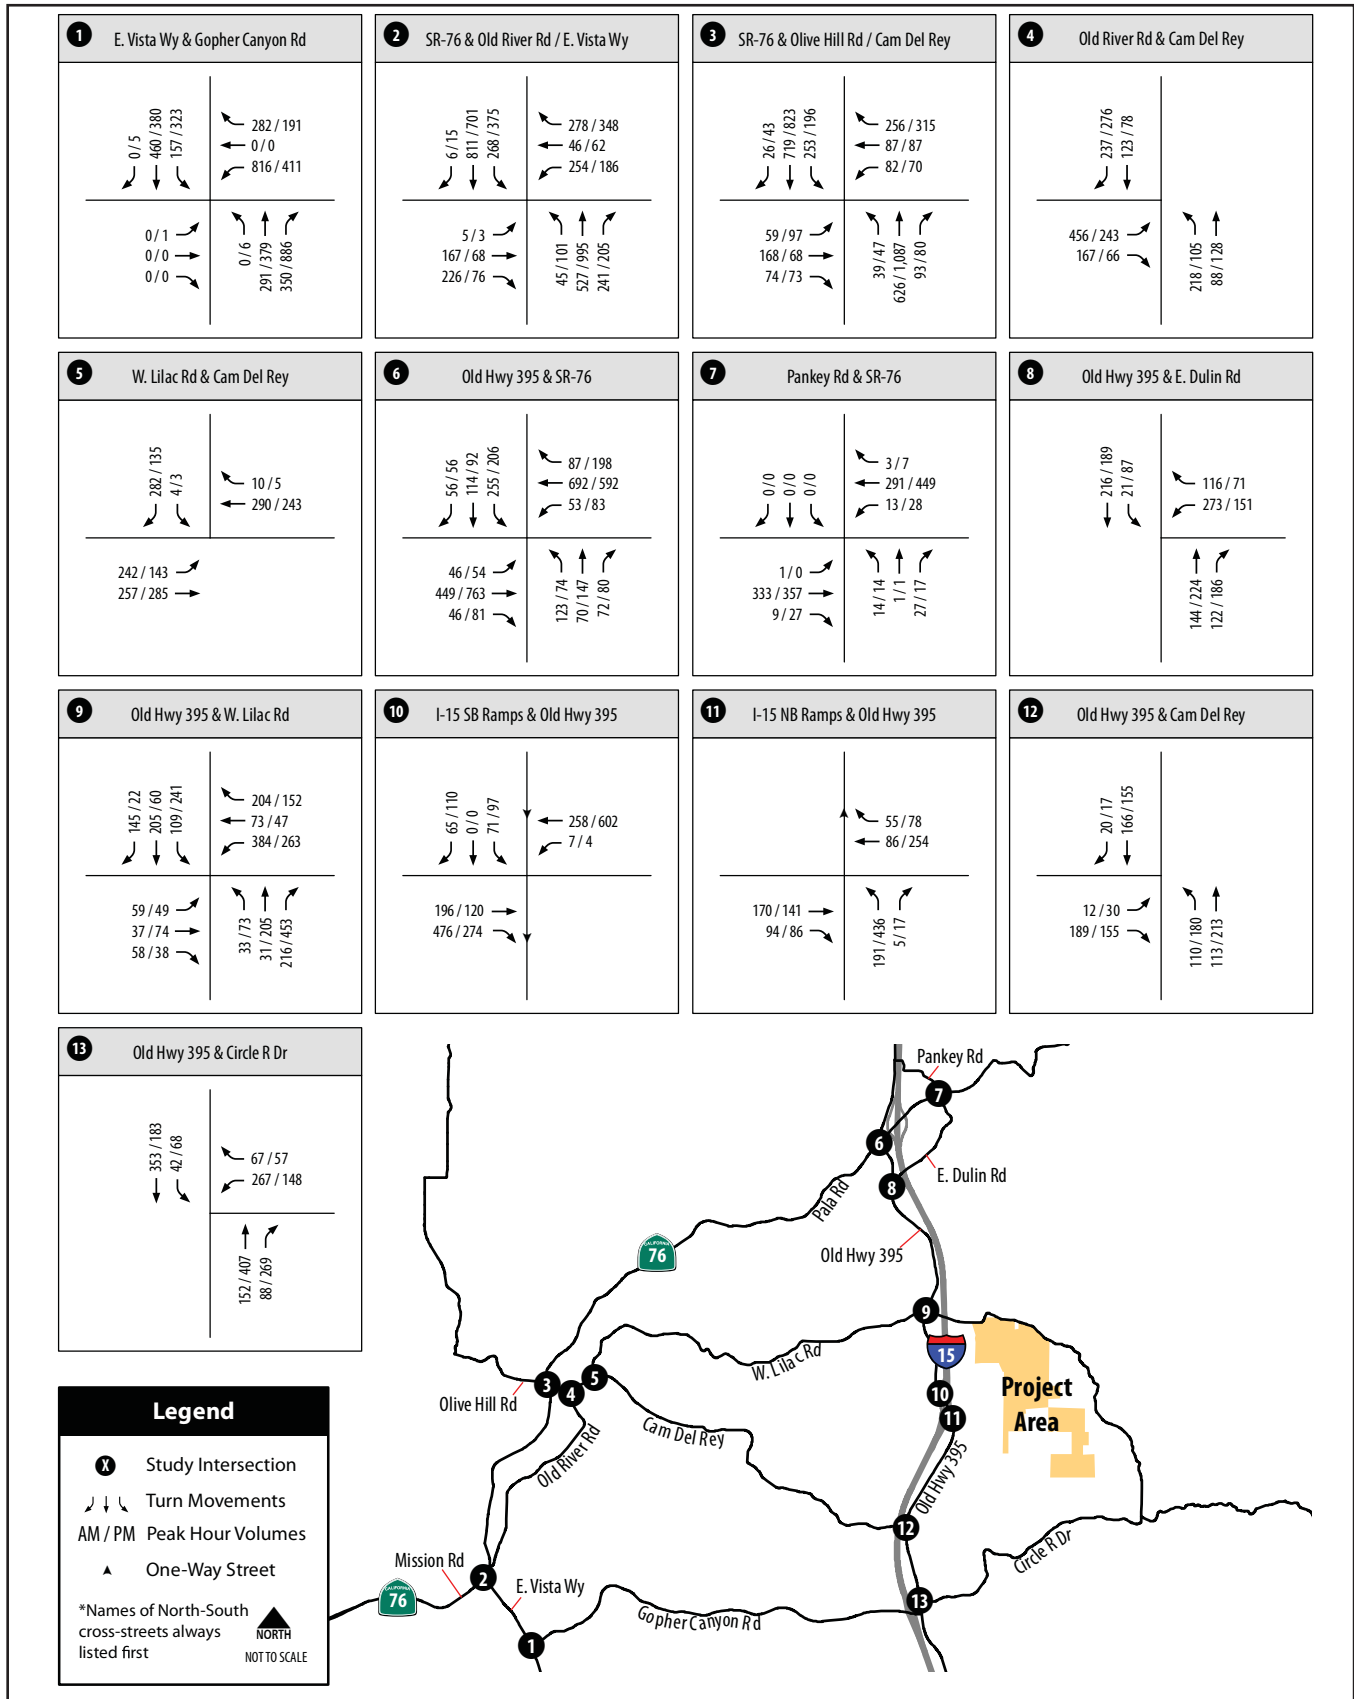 1 E. Vista Wy & Gopher Canyon Rd
0 / 5
460 / 380
157 / 323
282 / 191
0 / 0
816 / 411
0 / 1
0 / 0
0 / 0
0 / 6
291 / 379
350 / 886
2 SR-76 & Old River Rd / E. Vista Wy
6 / 15
811 / 701
268 / 375
278 / 348
46 / 62
254 / 186
5 / 3
167 / 68
226 / 76
45 / 101
527 / 995
241 / 205
3 SR-76 & Olive Hill Rd / Cam Del Rey
26 / 43
719 / 823
253 / 196
256 / 315
87 / 87
82 / 70
59 / 97
168 / 68
74 / 73
39 / 47
626 / 1,087
93 / 80
4 Old River Rd & Cam Del Rey
237 / 276
123 / 78
456 / 243
167 / 66
218 / 105
88 / 128
5 W. Lilac Rd & Cam Del Rey
282 / 135
4 / 3
10 / 5
290 / 243
242 / 143
257 / 285
6 Old Hwy 395 & SR-76
56 / 56
114 / 92
255 / 206
87 / 198
692 / 592
53 / 83
46 / 54
449 / 763
46 / 81
123 / 74
70 / 147
72 / 80
7 Pankey Rd & SR-76
0 / 0
0 / 0
0 / 0
3 / 7
291 / 449
13 / 28
1 / 0
333 / 357
9 / 27
14 / 14
1 / 1
27 / 17
8 Old Hwy 395 & E. Dulin Rd
216 / 189
21 / 87
116 / 71
273 / 151
144 / 224
122 / 186
9 Old Hwy 395 & W. Lilac Rd
145 / 22
205 / 60
109 / 241
204 / 152
73 / 47
384 / 263
59 / 49
37 / 74
58 / 38
33 / 73
31 / 205
216 / 453
10 I-15 SB Ramps & Old Hwy 395
65 / 110
0 / 0
71 / 97
258 / 602
7 / 4
196 / 120
476 / 274
11 I-15 NB Ramps & Old Hwy 395
55 / 78
86 / 254
170 / 141
94 / 86
191 / 436
5 / 17
12 Old Hwy 395 & Cam Del Rey
20 / 17
166 / 155
12 / 30
189 / 155
110 / 180
113 / 213
13 Old Hwy 395 & Circle R Dr
353 / 183
42 / 68
67 / 57
267 / 148
152 / 407
88 / 269
Pankey Rd
7
6
E. Dulin Rd
8
Pala Rd
Old Hwy 395
CALIFORNIA
76
9
15
W. Lilac Rd
5
3
4
10
Project
Area
11
Olive Hill Rd
Cam Del Rey
Old River Rd
Old Hwy 395
12
Circle R Dr
Mission Rd
2
CALIFORNIA
76
E. Vista Wy
13
Gopher Canyon Rd
1
Legend
X Study Intersection
Turn Movements
AM / PM Peak Hour Volumes
One-Way Street
*Names of North-South
cross-streets always
listed first
NORTH
NOT TO SCALE